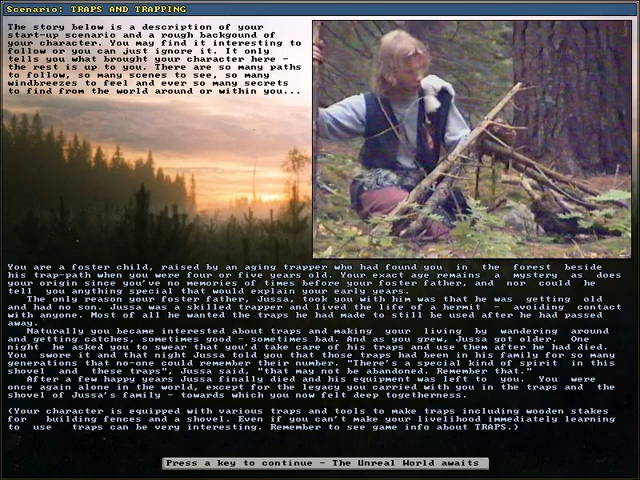 Scenario: TRAPS AND TRAPPING
The story below is a description of your
start-up scenario and a rough backgound of
your character. You may find it interesting to
follow or you can just ignore it. It only
tells you what brought your character here -
the rest is up to you. There are so many paths
to follow, so many scenes to see, so many
windbreezes to feel and ever so many secrets
to find from the world around or within you...
You are a foster child, raised by an aging trapper who had found you in the forest beside
his trap-path when you were four or five years old. Your exact age remains a mystery as does
your origin since you've no memories of times before your foster father, and nor could he
tell you anything special that would explain your early years.
The only reason your foster father, Jussa, took you with him was that he was getting old
and had no son. Jussa was a skilled trapper and lived the life of a hermit - avoiding contact
with anyone. Most of all he wanted the traps he had made to still be used after he had passed
away.
Naturally you became interested about traps and making your living by wandering around
and getting catches, sometimes good - sometimes bad. And as you grew, Jussa got older. One
night he asked you to swear that you'd take care of his traps and use them after he had died.
You swore it and that night Jussa told you that those traps had been in his family for so many
generations that no-one could remember their number. "There's a special kind of spirit in this
shovel and these traps", Jussa said, "that may not be abandoned. Remember that."
After a few happy years Jussa finally died and his equipment was left to you. You were
once again alone in the world, except for the legacy you carried with you in the traps and the
shovel of Jussa's family - towards which you now felt deep togetherness.
(Your character is equipped with various traps and tools to make traps including wooden stakes
for building fences and a shovel. Even if you can't make your livelihood immediately learning
to use traps can be very interesting. Remember to see game info about TRAPS.)
Press a key to continue - The Unreal World awaits